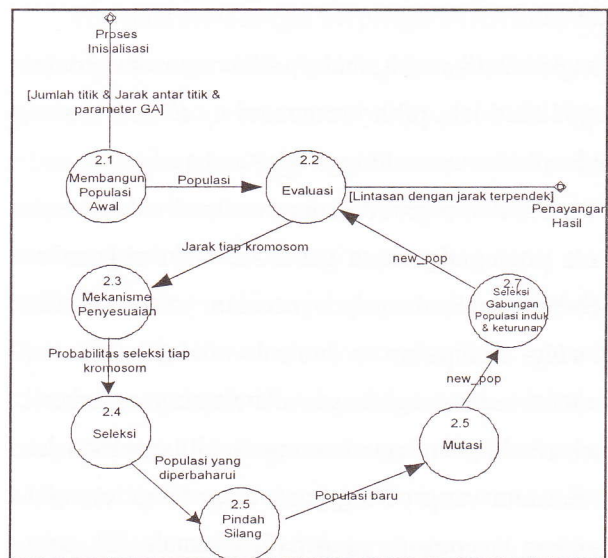 Proses
Inisialisasi
[Jumlah titik & Jarak antar titik &
parameter GA]
2.1
Membangun
Populasi
Awal
Populasi
2.2
Evaluasi
[Lintasan dengan jarak terpendek]
Penayangan
Hasil
Jarak tiap kromosom
new_pop
2.3
Mekanisme
Penyesuaian
2.7
Seleksi
Gabungan
Populasi induk
& keturunan
Probabilitas seleksi tiap
kromosom
new_pop
2.4
Seleksi
2.5
Mutasi
Populasi yang
diperbaharui
Populasi baru
2.5
Pindah
Silang